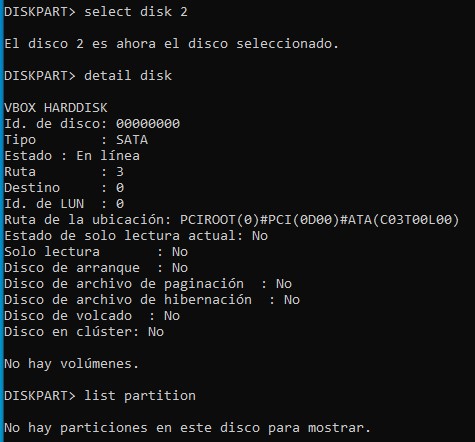 DISKPART> select disk 2
El disco 2 es ahora el disco seleccionado.
DISKPART> detail disk
VBOX HARDDISK
Id. de disco: 00000000
Tipo : SATA
Estado : En línea
Ruta : 3
Destino : 0
Id. de LUN : 0
Ruta de la ubicación: PCIROOT(0)#PCI(0D00)#ATA(C03T00L00)
Estado de solo lectura actual: No
Solo lectura : No
Disco de arranque : No
Disco de archivo de paginación : No
Disco de archivo de hibernación : No
Disco de volcado : No
Disco en clúster: No
No hay volúmenes.
DISKPART> list partition
No hay particiones en este disco para mostrar.